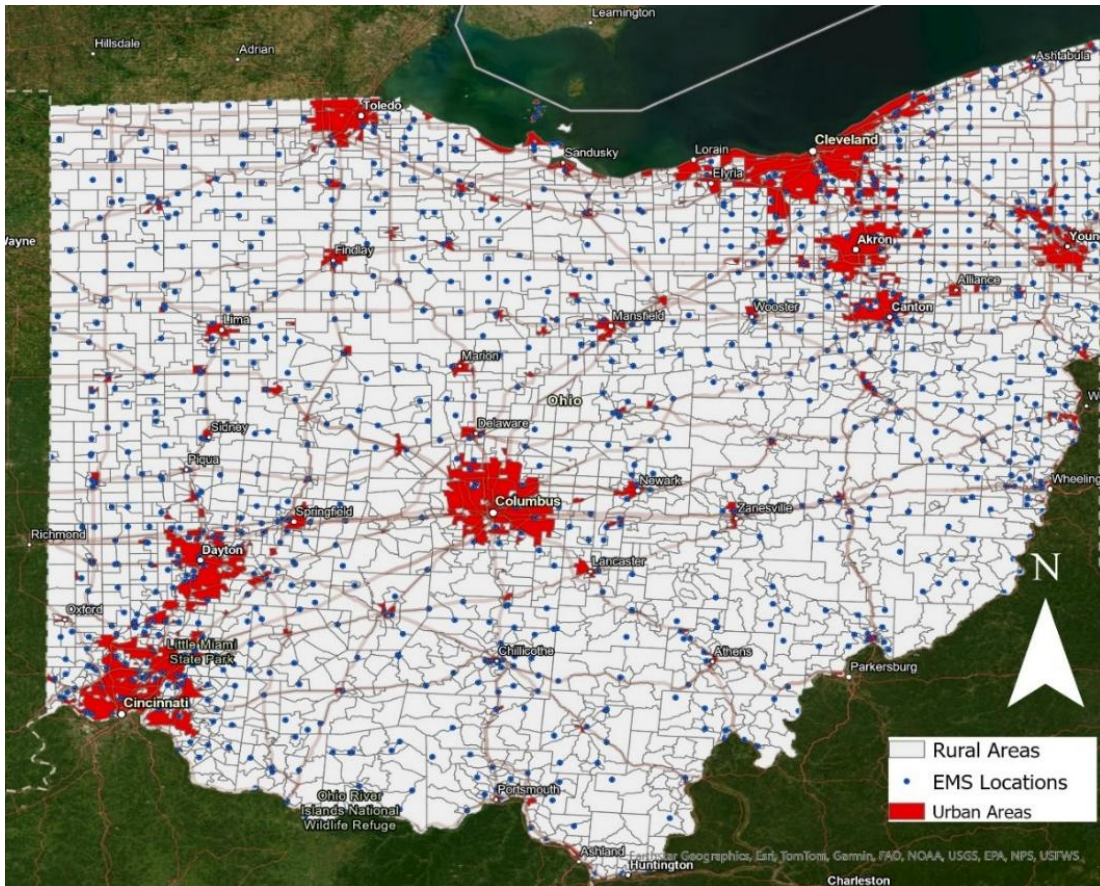 Leamington
Hillsdale
Adrian
Ashtabula
Toledo
Cleveland
Sandusky
Lorain
Elyria
Wayne
Findlay
Akron
Youn
Alliance
Lima
Mansfield
Wooster
Canton
Marion
Ohio
W
Delaware
Sidney
Piqua
Newark
Wheeling
Columbus
Zanesville
Springfield
Richmond
Dayton
Lancaster
N
Oxford
Little Miami
State Park
Chillicothe
Athens
Parkersburg
Cincinnati
Rural Areas
EMS Locations
Urban Areas
Portsmouth
Ohio River
Islands National
Wildlife Refuge
Ashland
Earthstar Geographics, Esri, TomTom, Garmin, FAO, NOAA, USGS, EPA, NPS, USFWS
Huntington
Charleston